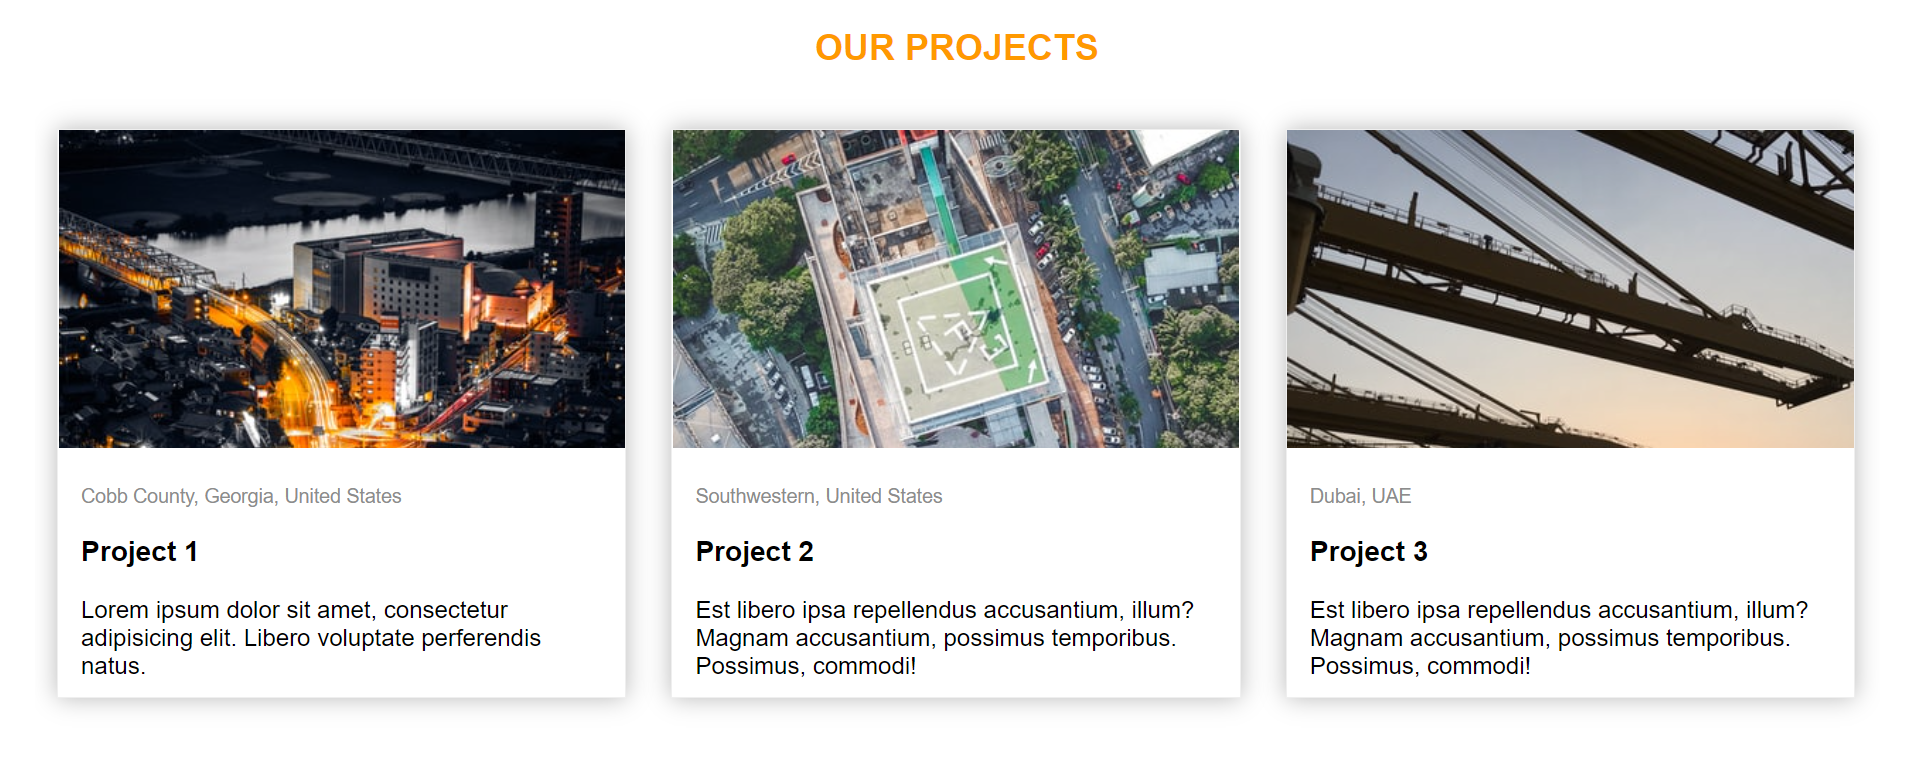 OUR PROJECTS
Cobb County, Georgia, United States
Project 1
Lorem ipsum dolor sit amet, consectetur
adipisicing elit. Libero voluptate perferendis
natus.
Southwestern, United States
Project 2
Est libero ipsa repellendus accusantium, illum?
Magnam accusantium, possimus temporibus.
Possimus, commodi!
Dubai, UAE
Project 3
Est libero ipsa repellendus accusantium, illum?
Magnam accusantium, possimus temporibus.
Possimus, commodi!